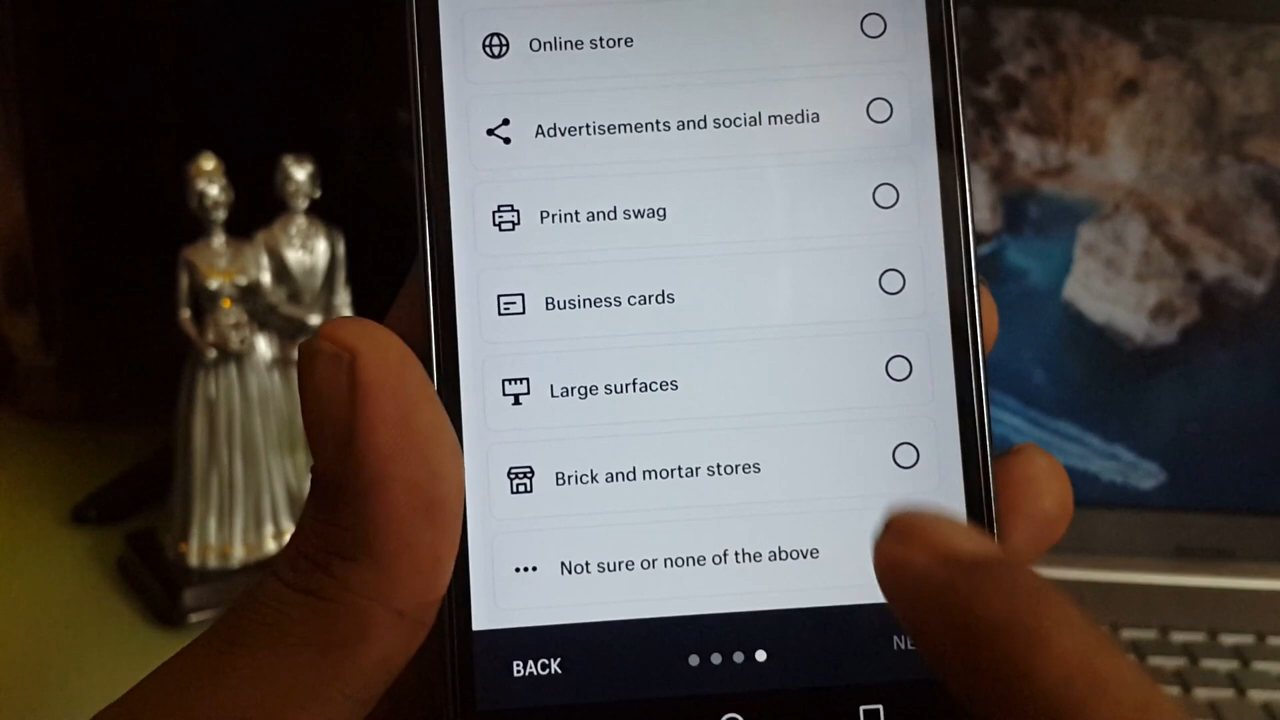 Online store
Advertisements and social media
Print and swag
Business cards
Large surfaces
Brick and mortar stores
Not sure or none of the above
BACK